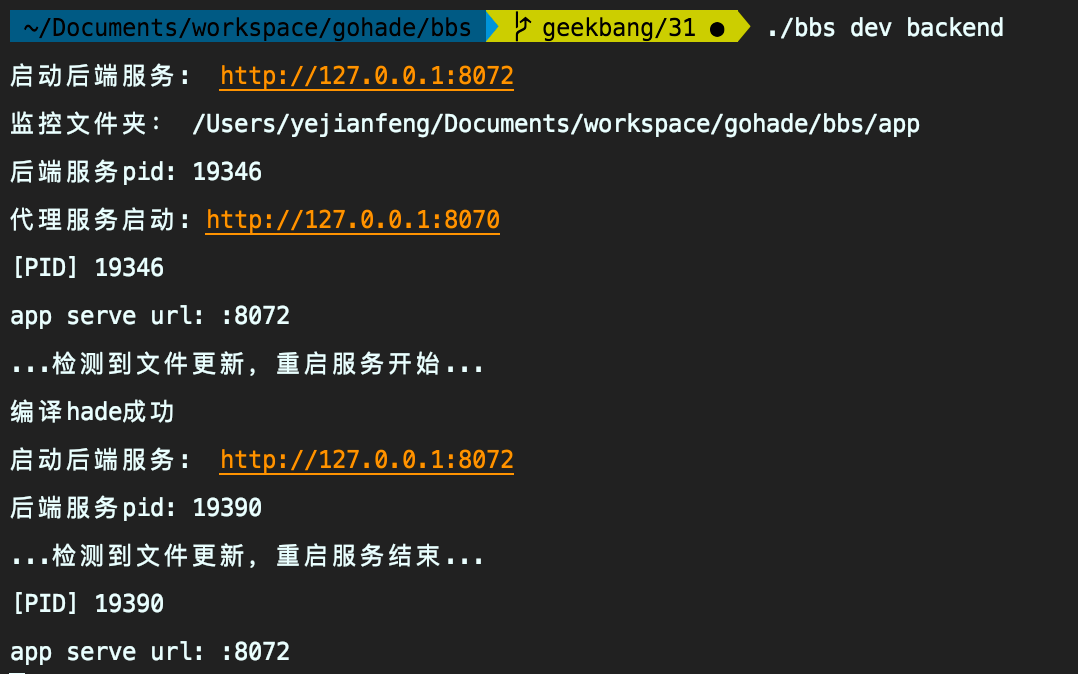 ~/Documents/workspace/gohade/bbs geekbang/31 ● ./bbs dev backend
启动后端服务: http://127.0.0.1:8072
监控文件夹: /Users/yejianfeng/Documents/workspace/gohade/bbs/app
后端服务pid: 19346
代理服务启动: http://127.0.0.1:8070
[PID] 19346
app serve url: :8072
...检测到文件更新，重启服务开始...
编译hade成功
启动后端服务: http://127.0.0.1:8072
后端服务pid: 19390
...检测到文件更新，重启服务结束...
[PID] 19390
app serve url: :8072